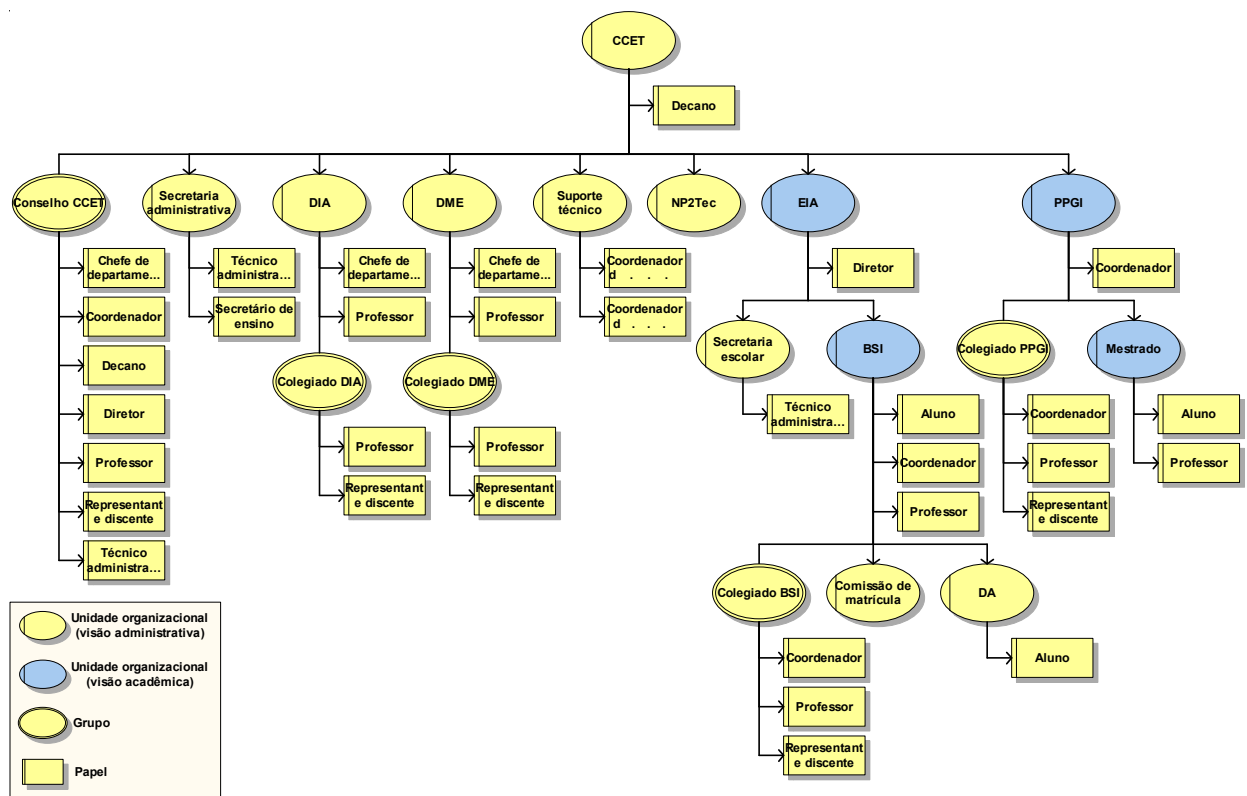 CCET
Decano
Conselho CCET
Secretaria
administrativa
DIA
DME
Suporte
técnico
NP2Tec
EIA
PPGI
Chefe de
departame...
Técnico
administra...
Chefe de
departame...
Chefe de
departame...
Coordenador
d . . .
Diretor
Coordenador
Coordenador
Secretário de
ensino
Professor
Professor
Coordenador
d . . .
Secretaria
escolar
BSI
Colegiado PPGI
Mestrado
Decano
Colegiado DIA
Colegiado DME
Diretor
Técnico
administra...
Aluno
Coordenador
Aluno
Professor
Professor
Professor
Coordenador
Professor
Professor
Representant
e discente
Representant
e discente
Representant
e discente
Professor
Representant
e discente
Técnico
administra...
Colegiado BSI
Comissão de
matrícula
DA
Coordenador
Aluno
Professor
Representant
e discente
Unidade organizacional
(visão administrativa)
Unidade organizacional
(visão acadêmica)
Grupo
Papel